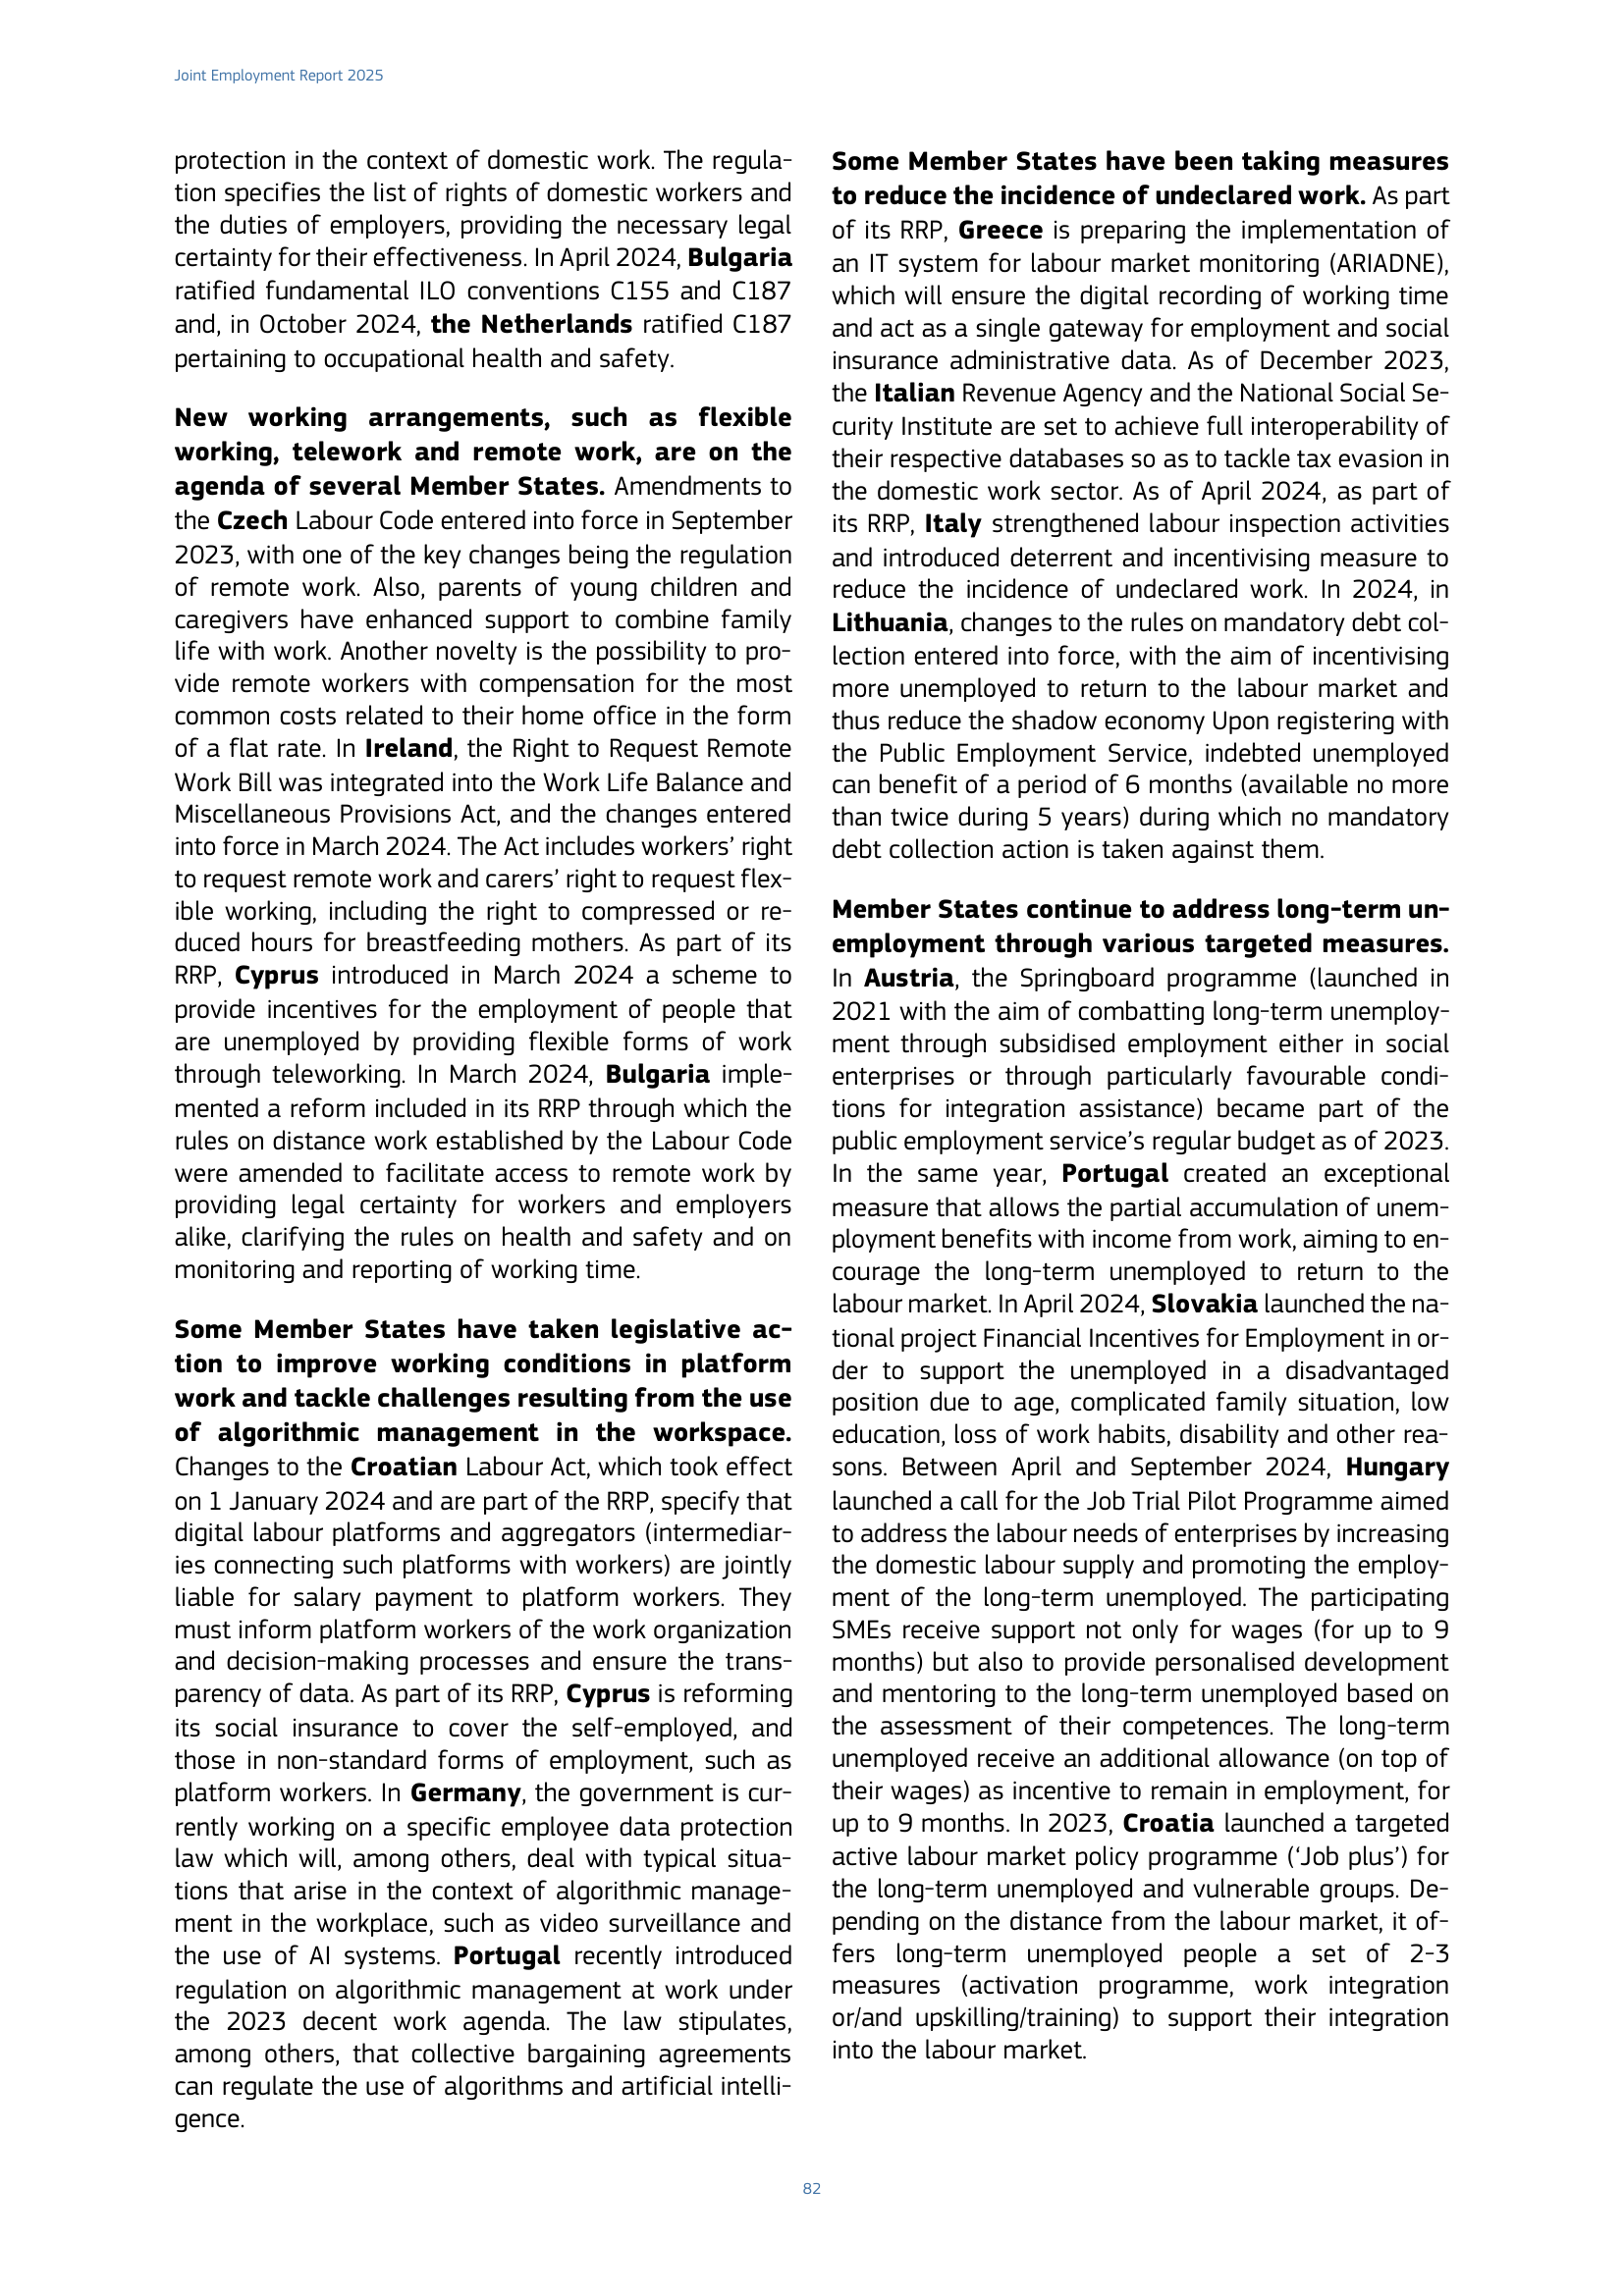 Joint Employment Report 2025
protection in the context of domestic work. The regula-
tion specifies the list of rights of domestic workers and
the duties of employers, providing the necessary legal
certainty for their effectiveness. In April 2024, Bulgaria
ratified fundamental ILO conventions C155 and C187
and, in October 2024, the Netherlands ratified C187
pertaining to occupational health and safety.
New working arrangements, such as flexible
working, telework and remote work, are on the
agenda of several Member States. Amendments to
the Czech Labour Code entered into force in September
2023, with one of the key changes being the regulation
of remote work. Also, parents of young children and
caregivers have enhanced support to combine family
life with work. Another novelty is the possibility to pro-
vide remote workers with compensation for the most
common costs related to their home office in the form
of a flat rate. In Ireland, the Right to Request Remote
Work Bill was integrated into the Work Life Balance and
Miscellaneous Provisions Act, and the changes entered
into force in March 2024. The Act includes workers’ right
to request remote work and carers’ right to request flex-
ible working, including the right to compressed or re-
duced hours for breastfeeding mothers. As part of its
RRP, Cyprus introduced in March 2024 a scheme to
provide incentives for the employment of people that
are unemployed by providing flexible forms of work
through teleworking. In March 2024, Bulgaria imple-
mented a reform included in its RRP through which the
rules on distance work established by the Labour Code
were amended to facilitate access to remote work by
providing legal certainty for workers and employers
alike, clarifying the rules on health and safety and on
monitoring and reporting of working time.
Some Member States have taken legislative ac-
tion to improve working conditions in platform
work and tackle challenges resulting from the use
of algorithmic management in the workspace.
Changes to the Croatian Labour Act, which took effect
on 1 January 2024 and are part of the RRP, specify that
digital labour platforms and aggregators (intermediar-
ies connecting such platforms with workers) are jointly
liable for salary payment to platform workers. They
must inform platform workers of the work organization
and decision-making processes and ensure the trans-
parency of data. As part of its RRP, Cyprus is reforming
its social insurance to cover the self-employed, and
those in non-standard forms of employment, such as
platform workers. In Germany, the government is cur-
rently working on a specific employee data protection
law which will, among others, deal with typical situa-
tions that arise in the context of algorithmic manage-
ment in the workplace, such as video surveillance and
the use of AI systems. Portugal recently introduced
regulation on algorithmic management at work under
the 2023 decent work agenda. The law stipulates,
among others, that collective bargaining agreements
can regulate the use of algorithms and artificial intelli-
gence.
Some Member States have been taking measures
to reduce the incidence of undeclared work. As part
of its RRP, Greece is preparing the implementation of
an IT system for labour market monitoring (ARIADNE),
which will ensure the digital recording of working time
and act as a single gateway for employment and social
insurance administrative data. As of December 2023,
the Italian Revenue Agency and the National Social Se-
curity Institute are set to achieve full interoperability of
their respective databases so as to tackle tax evasion in
the domestic work sector. As of April 2024, as part of
its RRP, Italy strengthened labour inspection activities
and introduced deterrent and incentivising measure to
reduce the incidence of undeclared work. In 2024, in
Lithuania, changes to the rules on mandatory debt col-
lection entered into force, with the aim of incentivising
more unemployed to return to the labour market and
thus reduce the shadow economy Upon registering with
the Public Employment Service, indebted unemployed
can benefit of a period of 6 months (available no more
than twice during 5 years) during which no mandatory
debt collection action is taken against them.
Member States continue to address long-term un-
employment through various targeted measures.
In Austria, the Springboard programme (launched in
2021 with the aim of combatting long-term unemploy-
ment through subsidised employment either in social
enterprises or through particularly favourable condi-
tions for integration assistance) became part of the
public employment service’s regular budget as of 2023.
In the same year, Portugal created an exceptional
measure that allows the partial accumulation of unem-
ployment benefits with income from work, aiming to en-
courage the long-term unemployed to return to the
labour market. In April 2024, Slovakia launched the na-
tional project Financial Incentives for Employment in or-
der to support the unemployed in a disadvantaged
position due to age, complicated family situation, low
education, loss of work habits, disability and other rea-
sons. Between April and September 2024, Hungary
launched a call for the Job Trial Pilot Programme aimed
to address the labour needs of enterprises by increasing
the domestic labour supply and promoting the employ-
ment of the long-term unemployed. The participating
SMEs receive support not only for wages (for up to 9
months) but also to provide personalised development
and mentoring to the long-term unemployed based on
the assessment of their competences. The long-term
unemployed receive an additional allowance (on top of
their wages) as incentive to remain in employment, for
up to 9 months. In 2023, Croatia launched a targeted
active labour market policy programme (‘Job plus’) for
the long-term unemployed and vulnerable groups. De-
pending on the distance from the labour market, it of-
fers long-term unemployed people a set of 2-3
measures (activation programme, work integration
or/and upskilling/training) to support their integration
into the labour market.
82